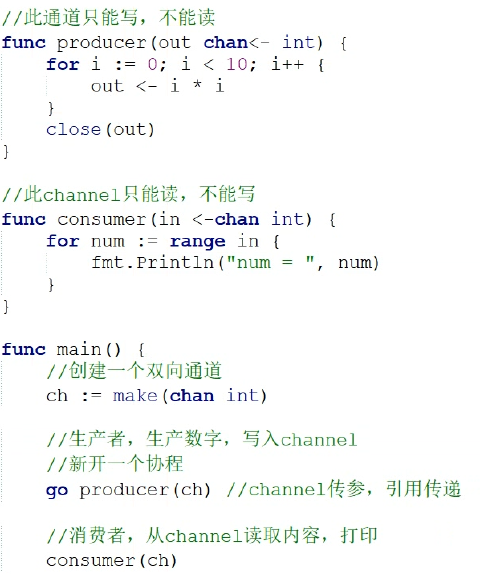 //此通道只能写，不能读
func producer(out chan<- int) {
    for i := 0; i < 10; i++ {
        out <- i * i
    }
    close(out)
}

//此channel只能读，不能写
func consumer(in <-chan int) {
    for num := range in {
        fmt.Println("num = ", num)
    }
}

func main() {
    //创建一个双向通道
    ch := make(chan int)

    //生产者，生产数字，写入channel
    //新开一个协程
    go producer(ch) //channel传参，引用传递

    //消费者，从channel读取内容，打印
    consumer(ch)